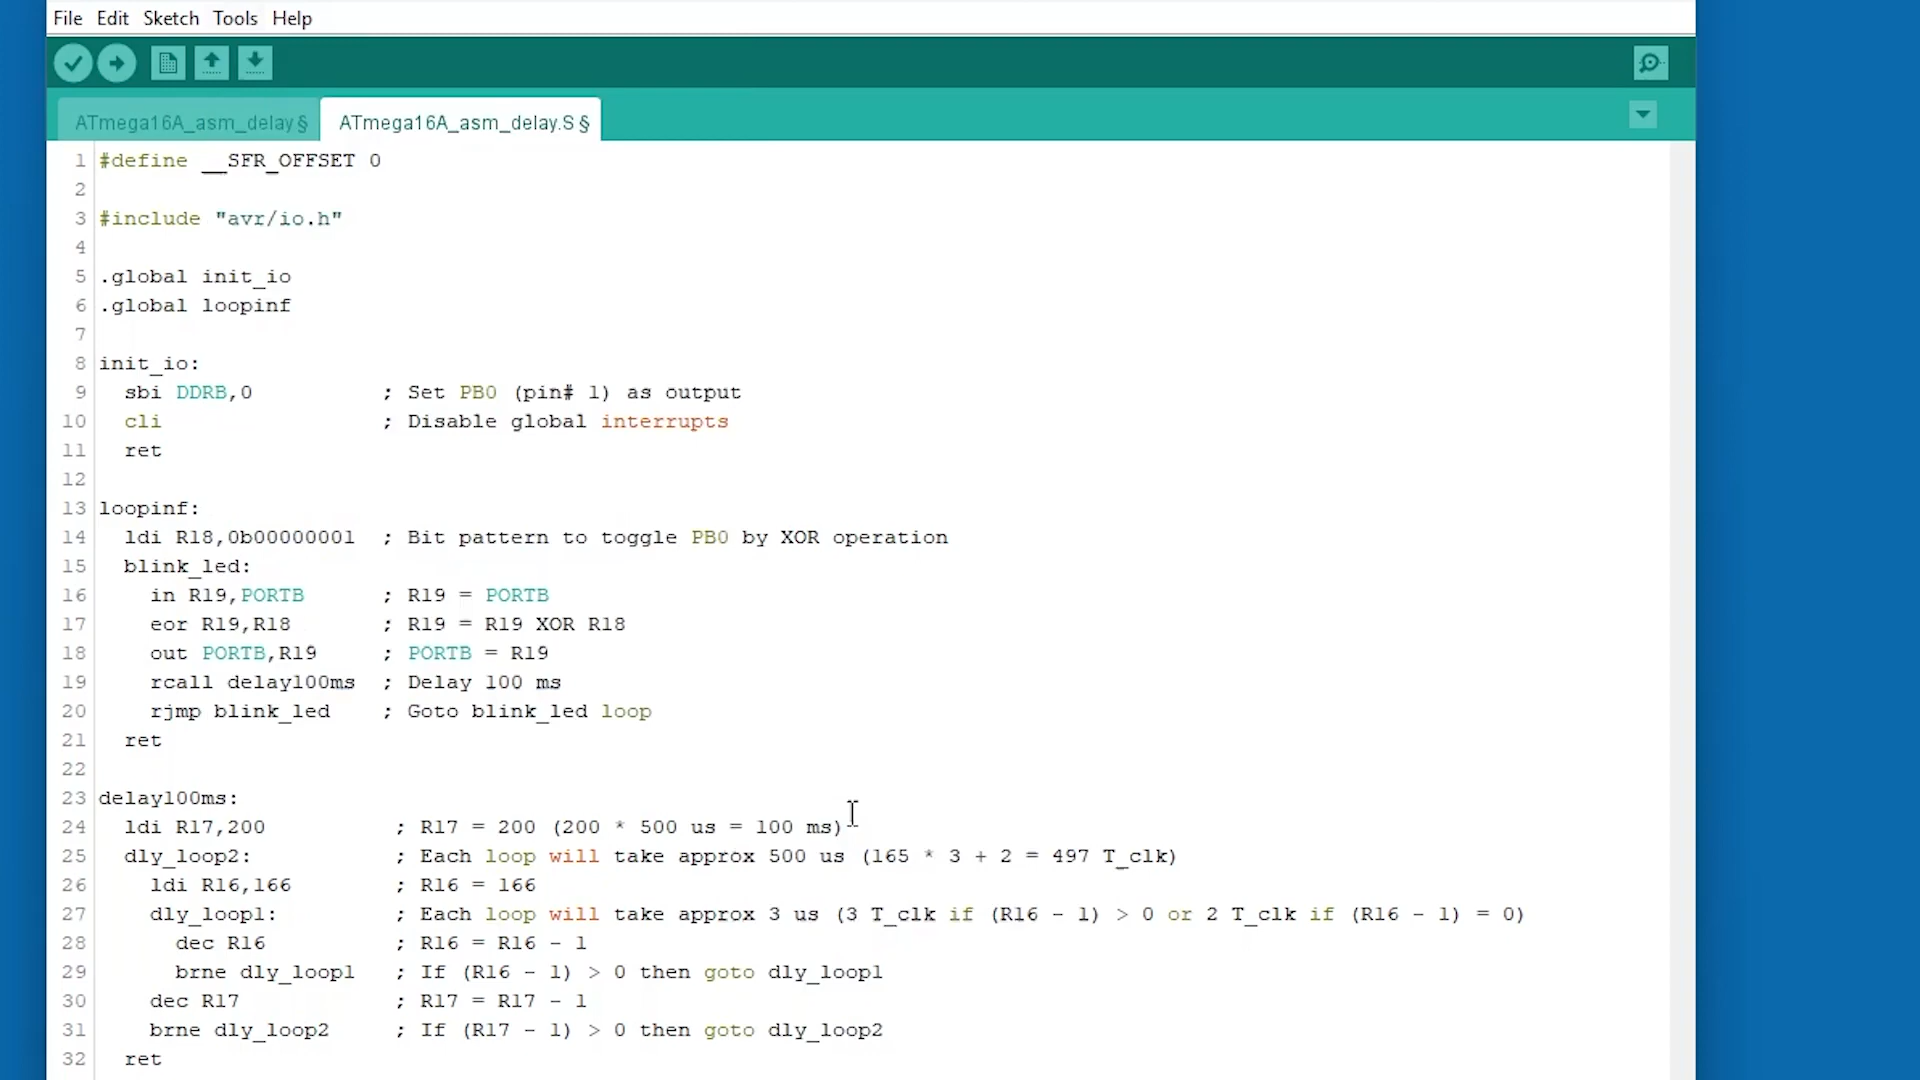 File Edit Sketch Tools Help
ATmega16A_asm_delay§ ATmega16A_asm_delay.S§
1 #define __SFR_OFFSET 0
2
3 #include "avr/io.h"
4
5 .global init_io
6 .global loopinf
7
8 init_io:
9 sbi DDRB,0 ; Set PB0 (pin# 1) as output
10 cli ; Disable global interrupts
11 ret
12
13 loopinf:
14 ldi R18,0b00000001 ; Bit pattern to toggle PB0 by XOR operation
15 blink_led:
16 in R19,PORTB ; R19 = PORTB
17 eor R19,R18 ; R19 = R19 XOR R18
18 out PORTB,R19 ; PORTB = R19
19 rcall delay100ms ; Delay 100 ms
20 rjmp blink_led ; Goto blink_led loop
21 ret
22
23 delay100ms:
24 ldi R17,200 ; R17 = 200 (200 * 500 us = 100 ms)
25 dly_loop2: ; Each loop will take approx 500 us (165 * 3 + 2 = 497 T_clk)
26 ldi R16,166 ; R16 = 166
27 dly_loop1: ; Each loop will take approx 3 us (3 T_clk if (R16 - 1) > 0 or 2 T_clk if (R16 - 1) = 0)
28 dec R16 ; R16 = R16 - 1
29 brne dly_loop1 ; If (R16 - 1) > 0 then goto dly_loop1
30 dec R17 ; R17 = R17 - 1
31 brne dly_loop2 ; If (R17 - 1) > 0 then goto dly_loop2
32 ret